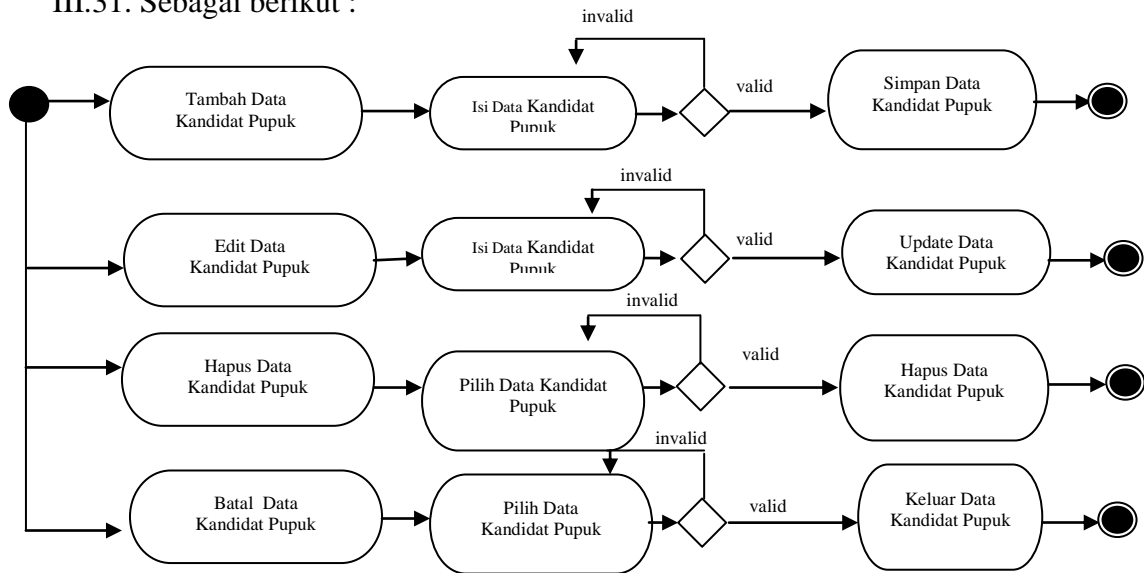 III.31. Sebagai berikut :
invalid
Tambah Data
Kandidat Pupuk
Isi Data Kandidat
Pupuk
valid
Simpan Data
Kandidat Pupuk
invalid
Edit Data
Kandidat Pupuk
Isi Data Kandidat
Pupuk
valid
Update Data
Kandidat Pupuk
invalid
Hapus Data
Kandidat Pupuk
Pilih Data Kandidat
Pupuk
valid
Hapus Data
Kandidat Pupuk
invalid
Batal Data
Kandidat Pupuk
Pilih Data
Kandidat Pupuk
valid
Keluar Data
Kandidat Pupuk